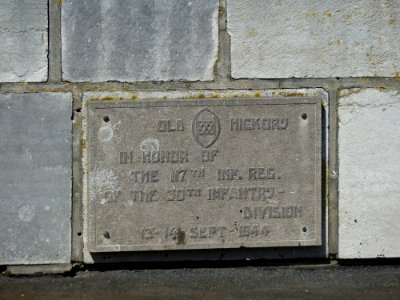 OLD HICKORY
IN HONOR OF
THE 117TH INF. REG.
OF THE 30TH INFANTRY-
DIVISION
13-14 SEPT-1944